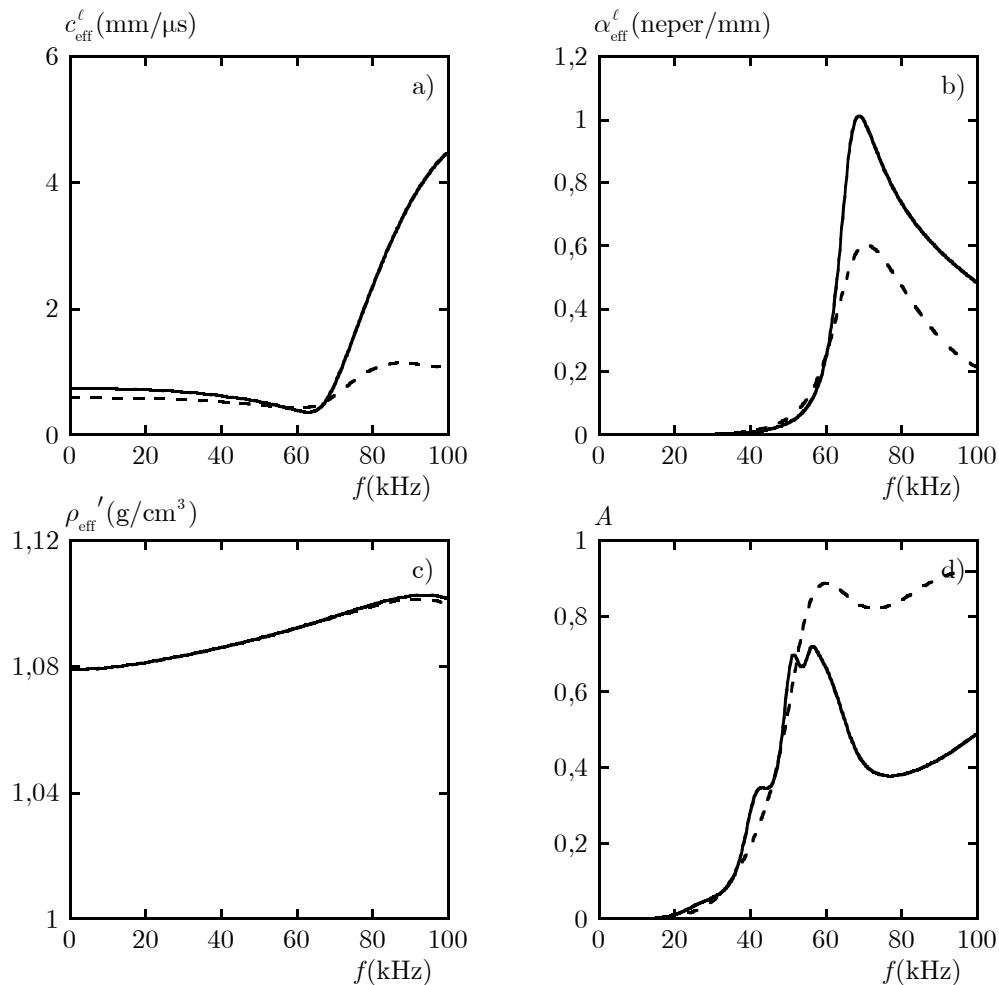 c^ℓ_eff (mm/μs)
6
4
2
0
0 20 40 60 80 100
f(kHz)
a)
α^ℓ_eff (neper/mm)
1,2
1
0,8
0,6
0,4
0,2
0
0 20 40 60 80 100
f(kHz)
b)
ρ_eff′ (g/cm³)
1,12
1,08
1,04
1
0 20 40 60 80 100
f(kHz)
c)
A
1
0,8
0,6
0,4
0,2
0
0 20 40 60 80 100
f(kHz)
d)